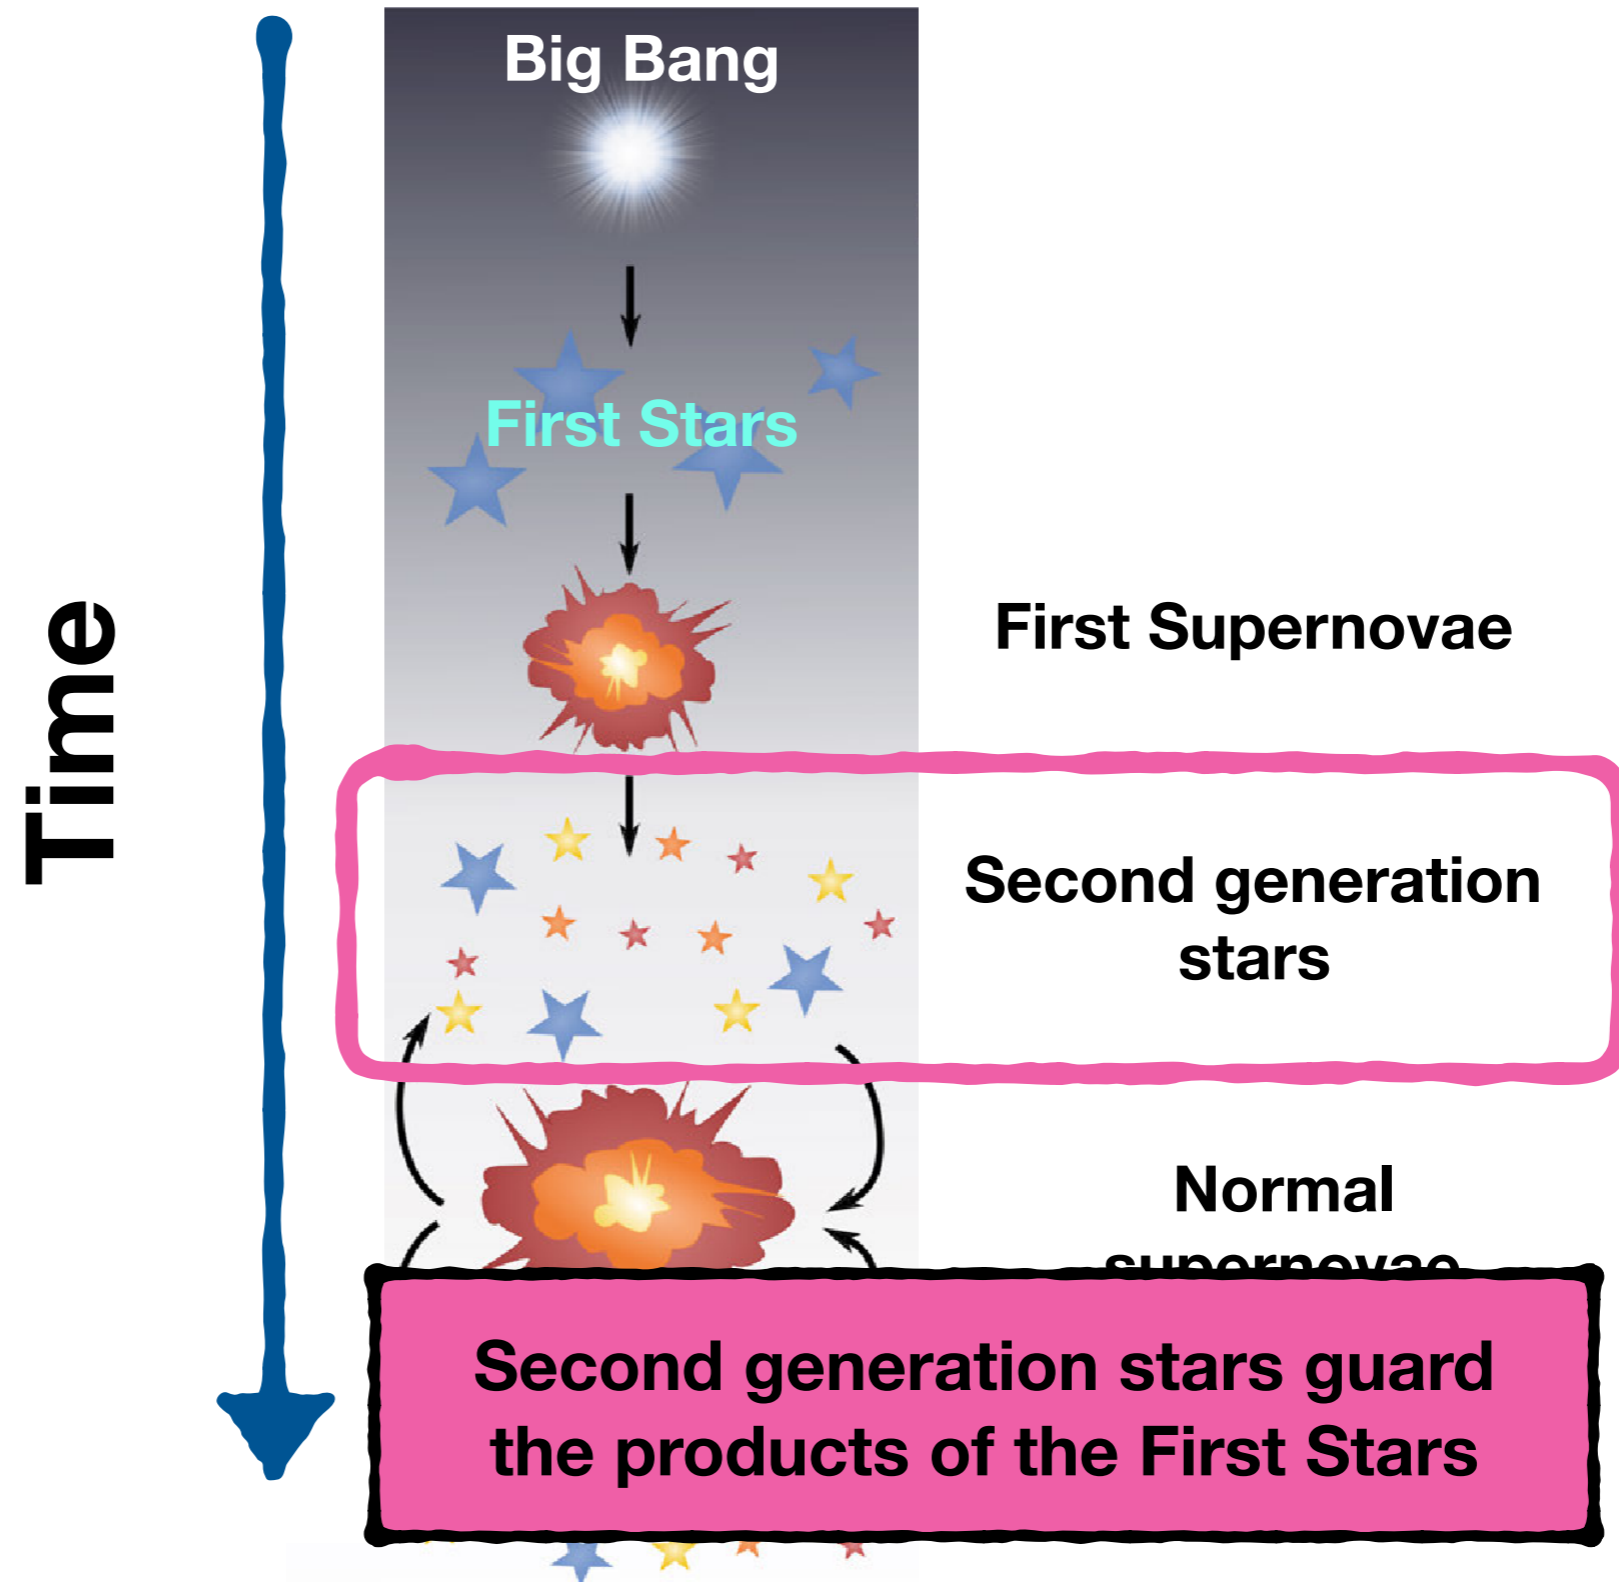 Big Bang
First Stars
Time
First Supernovae
Second generation
stars
Normal
supernovae
Second generation stars guard
the products of the First Stars